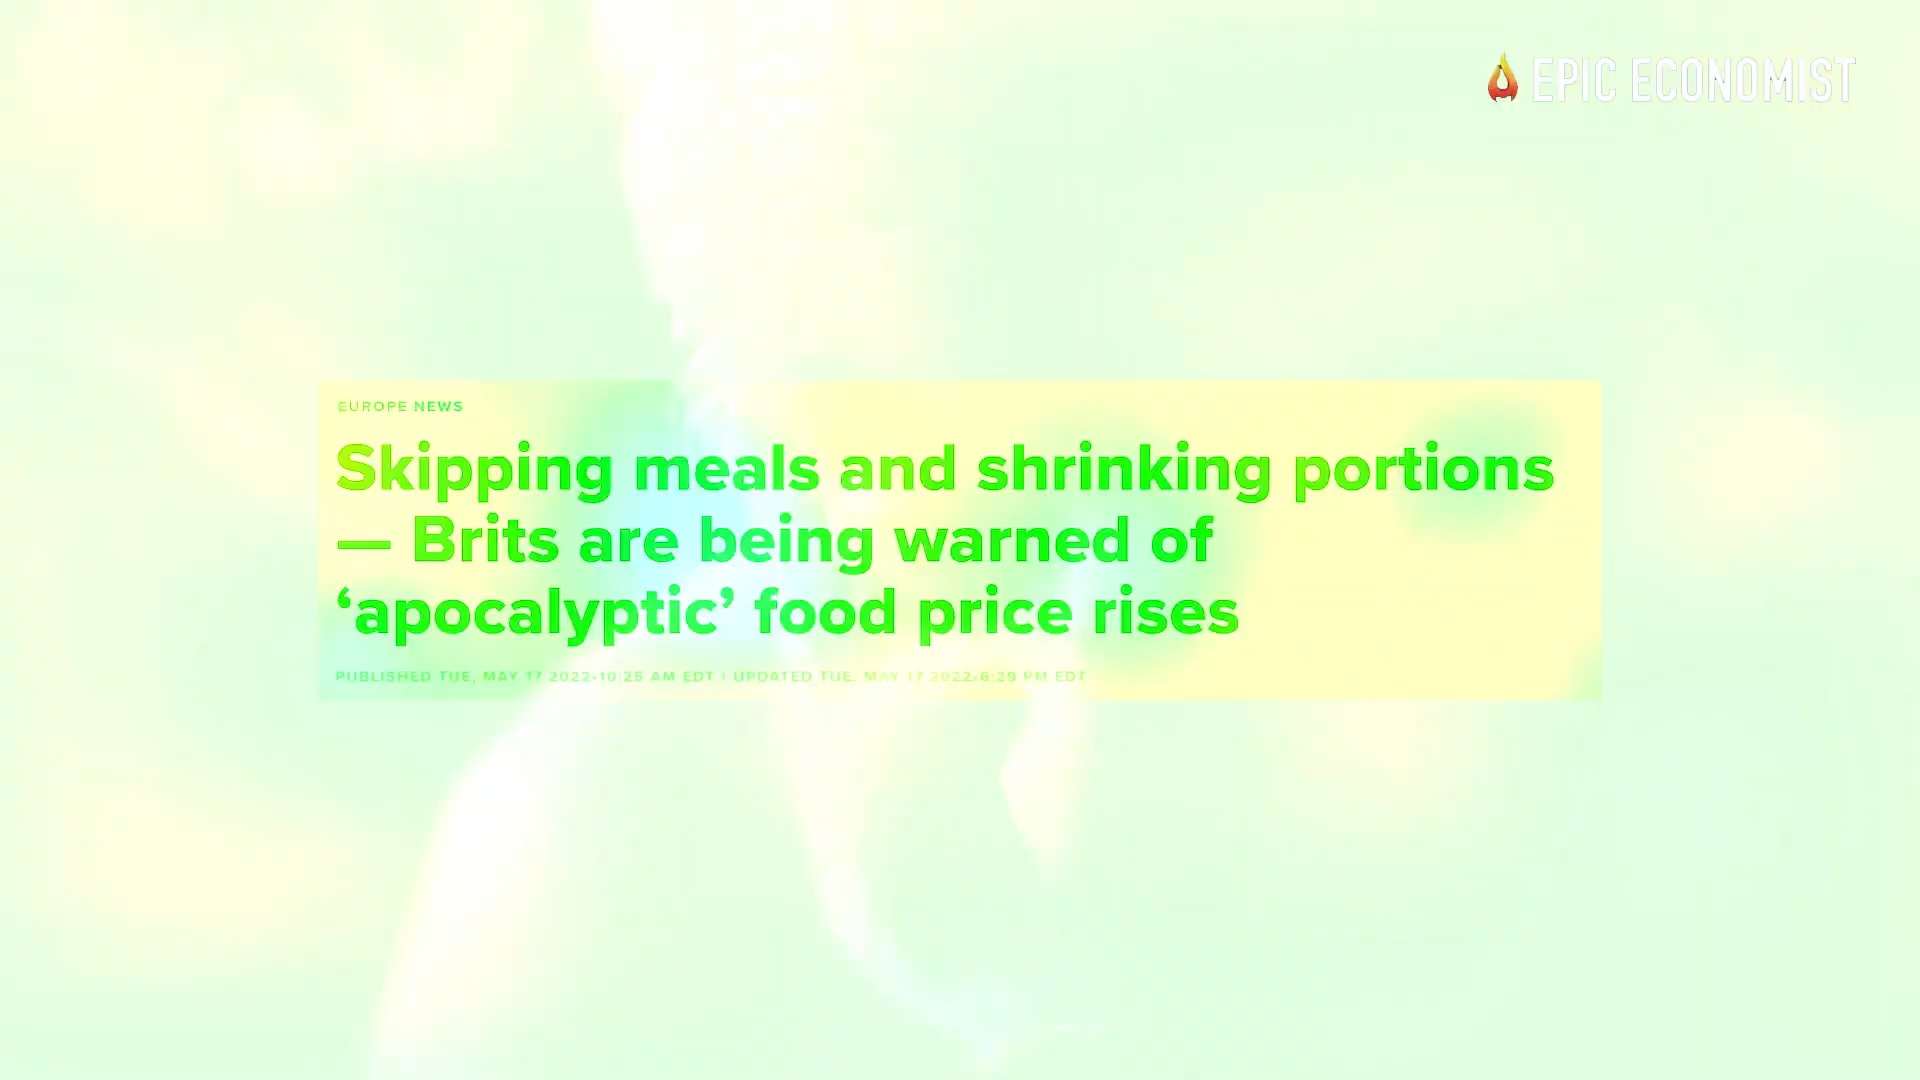 EPIC ECONOMIST
EUROPE NEWS
Skipping meals and shrinking portions
— Brits are being warned of
‘apocalyptic’ food price rises
PUBLISHED TUE, MAY 17 2022•10:25 AM EDT | UPDATED TUE, MAY 17 2022•6:29 PM EDT